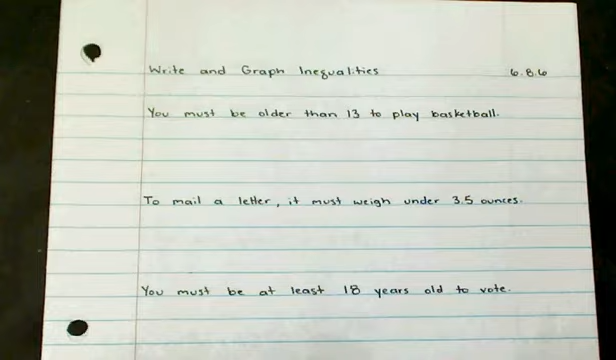 Write and Graph Inequalities 6.8.6
You must be older than 13 to play basketball.
To mail a letter, it must weigh under 3.5 ounces.
You must be at least 18 years old to vote.